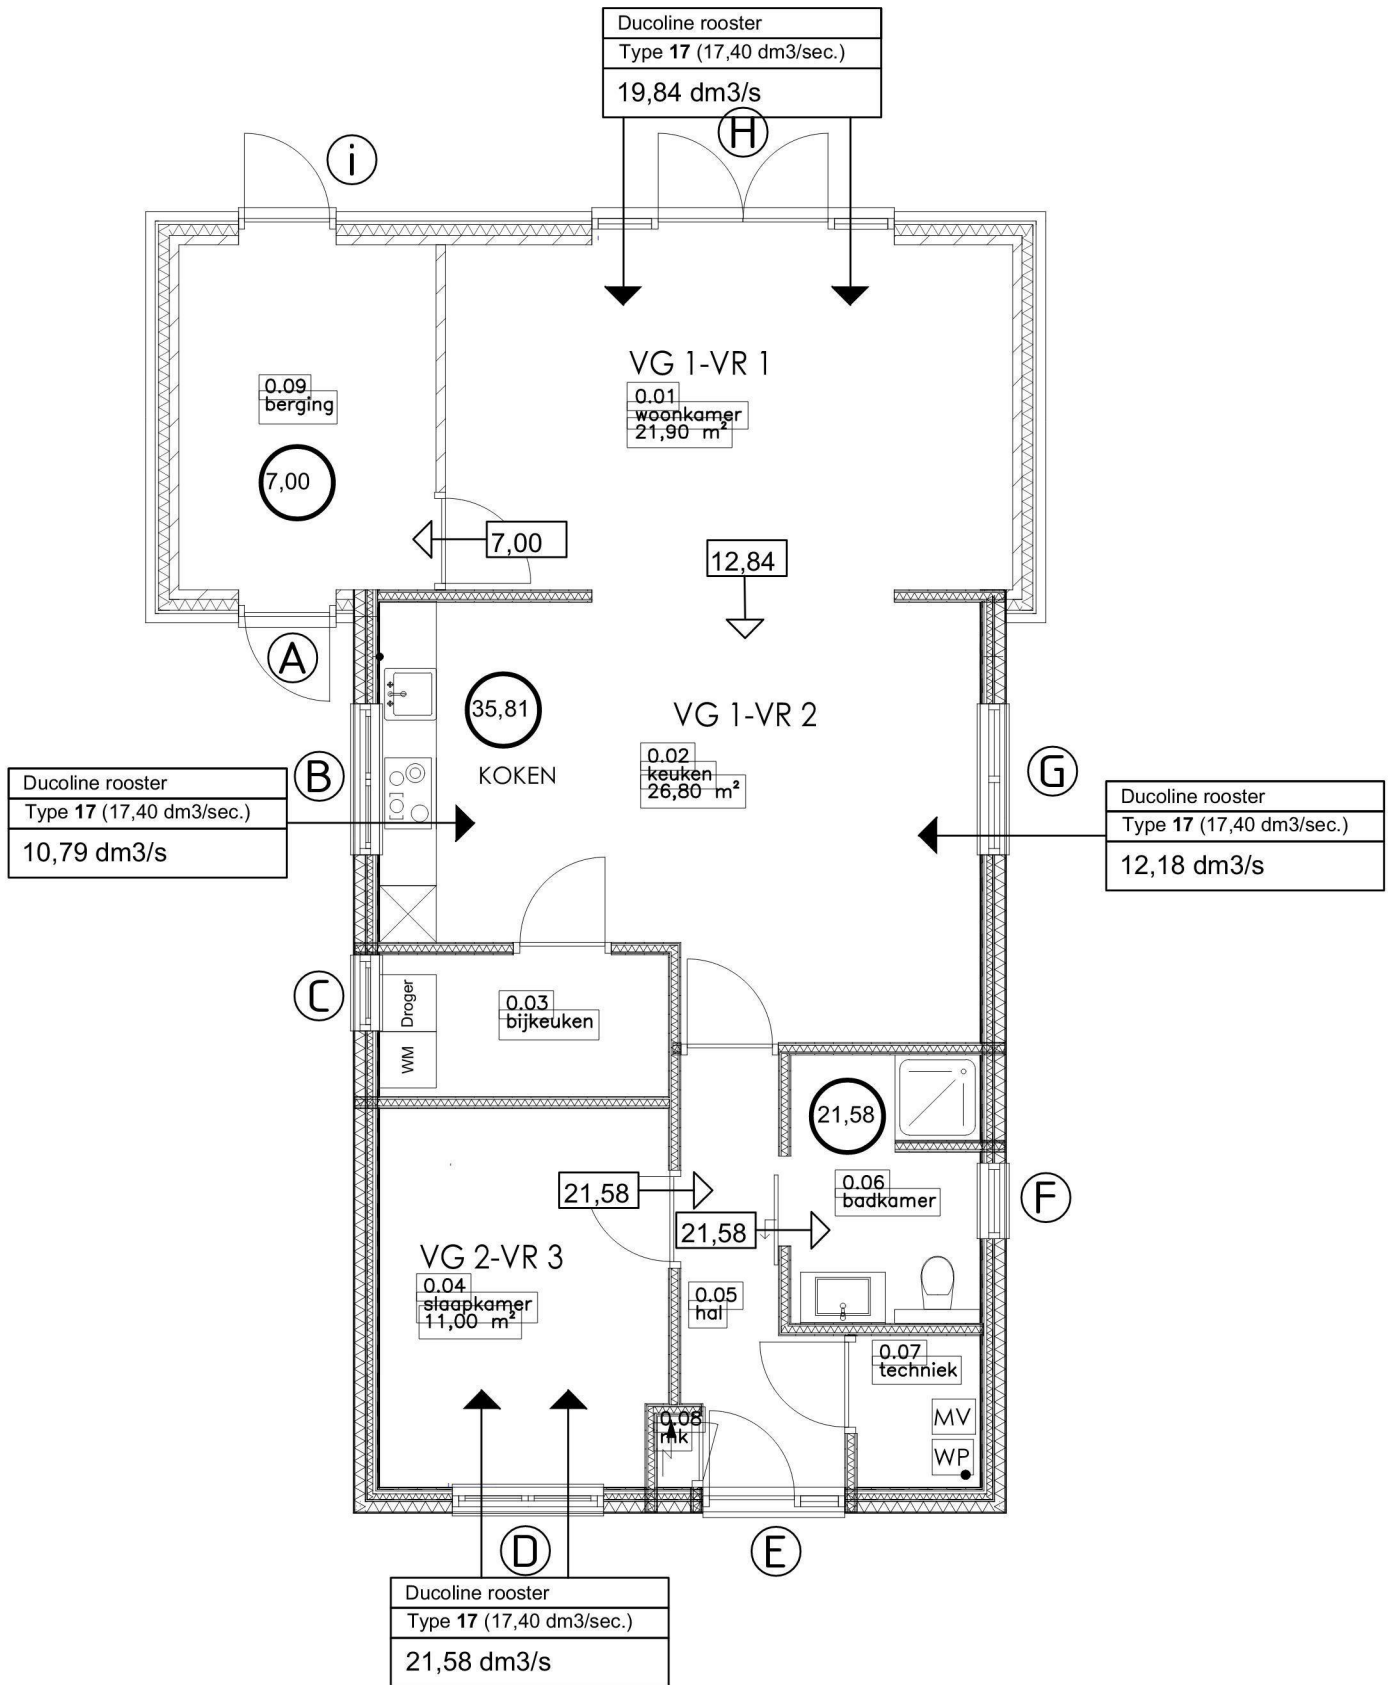 Ducoline rooster
Type 17 (17,40 dm3/sec.)
19,84 dm3/s
H
i
VG 1-VR 1
0.01
woonkamer
21,90 m²
0.09
berging
7,00
7,00
12,84
A
35,81
KOKEN
VG 1-VR 2
0.02
keuken
26,80 m²
B
G
Ducoline rooster
Type 17 (17,40 dm3/sec.)
10,79 dm3/s
Ducoline rooster
Type 17 (17,40 dm3/sec.)
12,18 dm3/s
C
Droger
WM
0.03
bijkeuken
21,58
0.06
badkamer
F
21,58
21,58
VG 2-VR 3
0.04
slaapkamer
11,00 m²
0.05
hal
0.07
techniek
0.08
mk
MV
WP
D
E
Ducoline rooster
Type 17 (17,40 dm3/sec.)
21,58 dm3/s